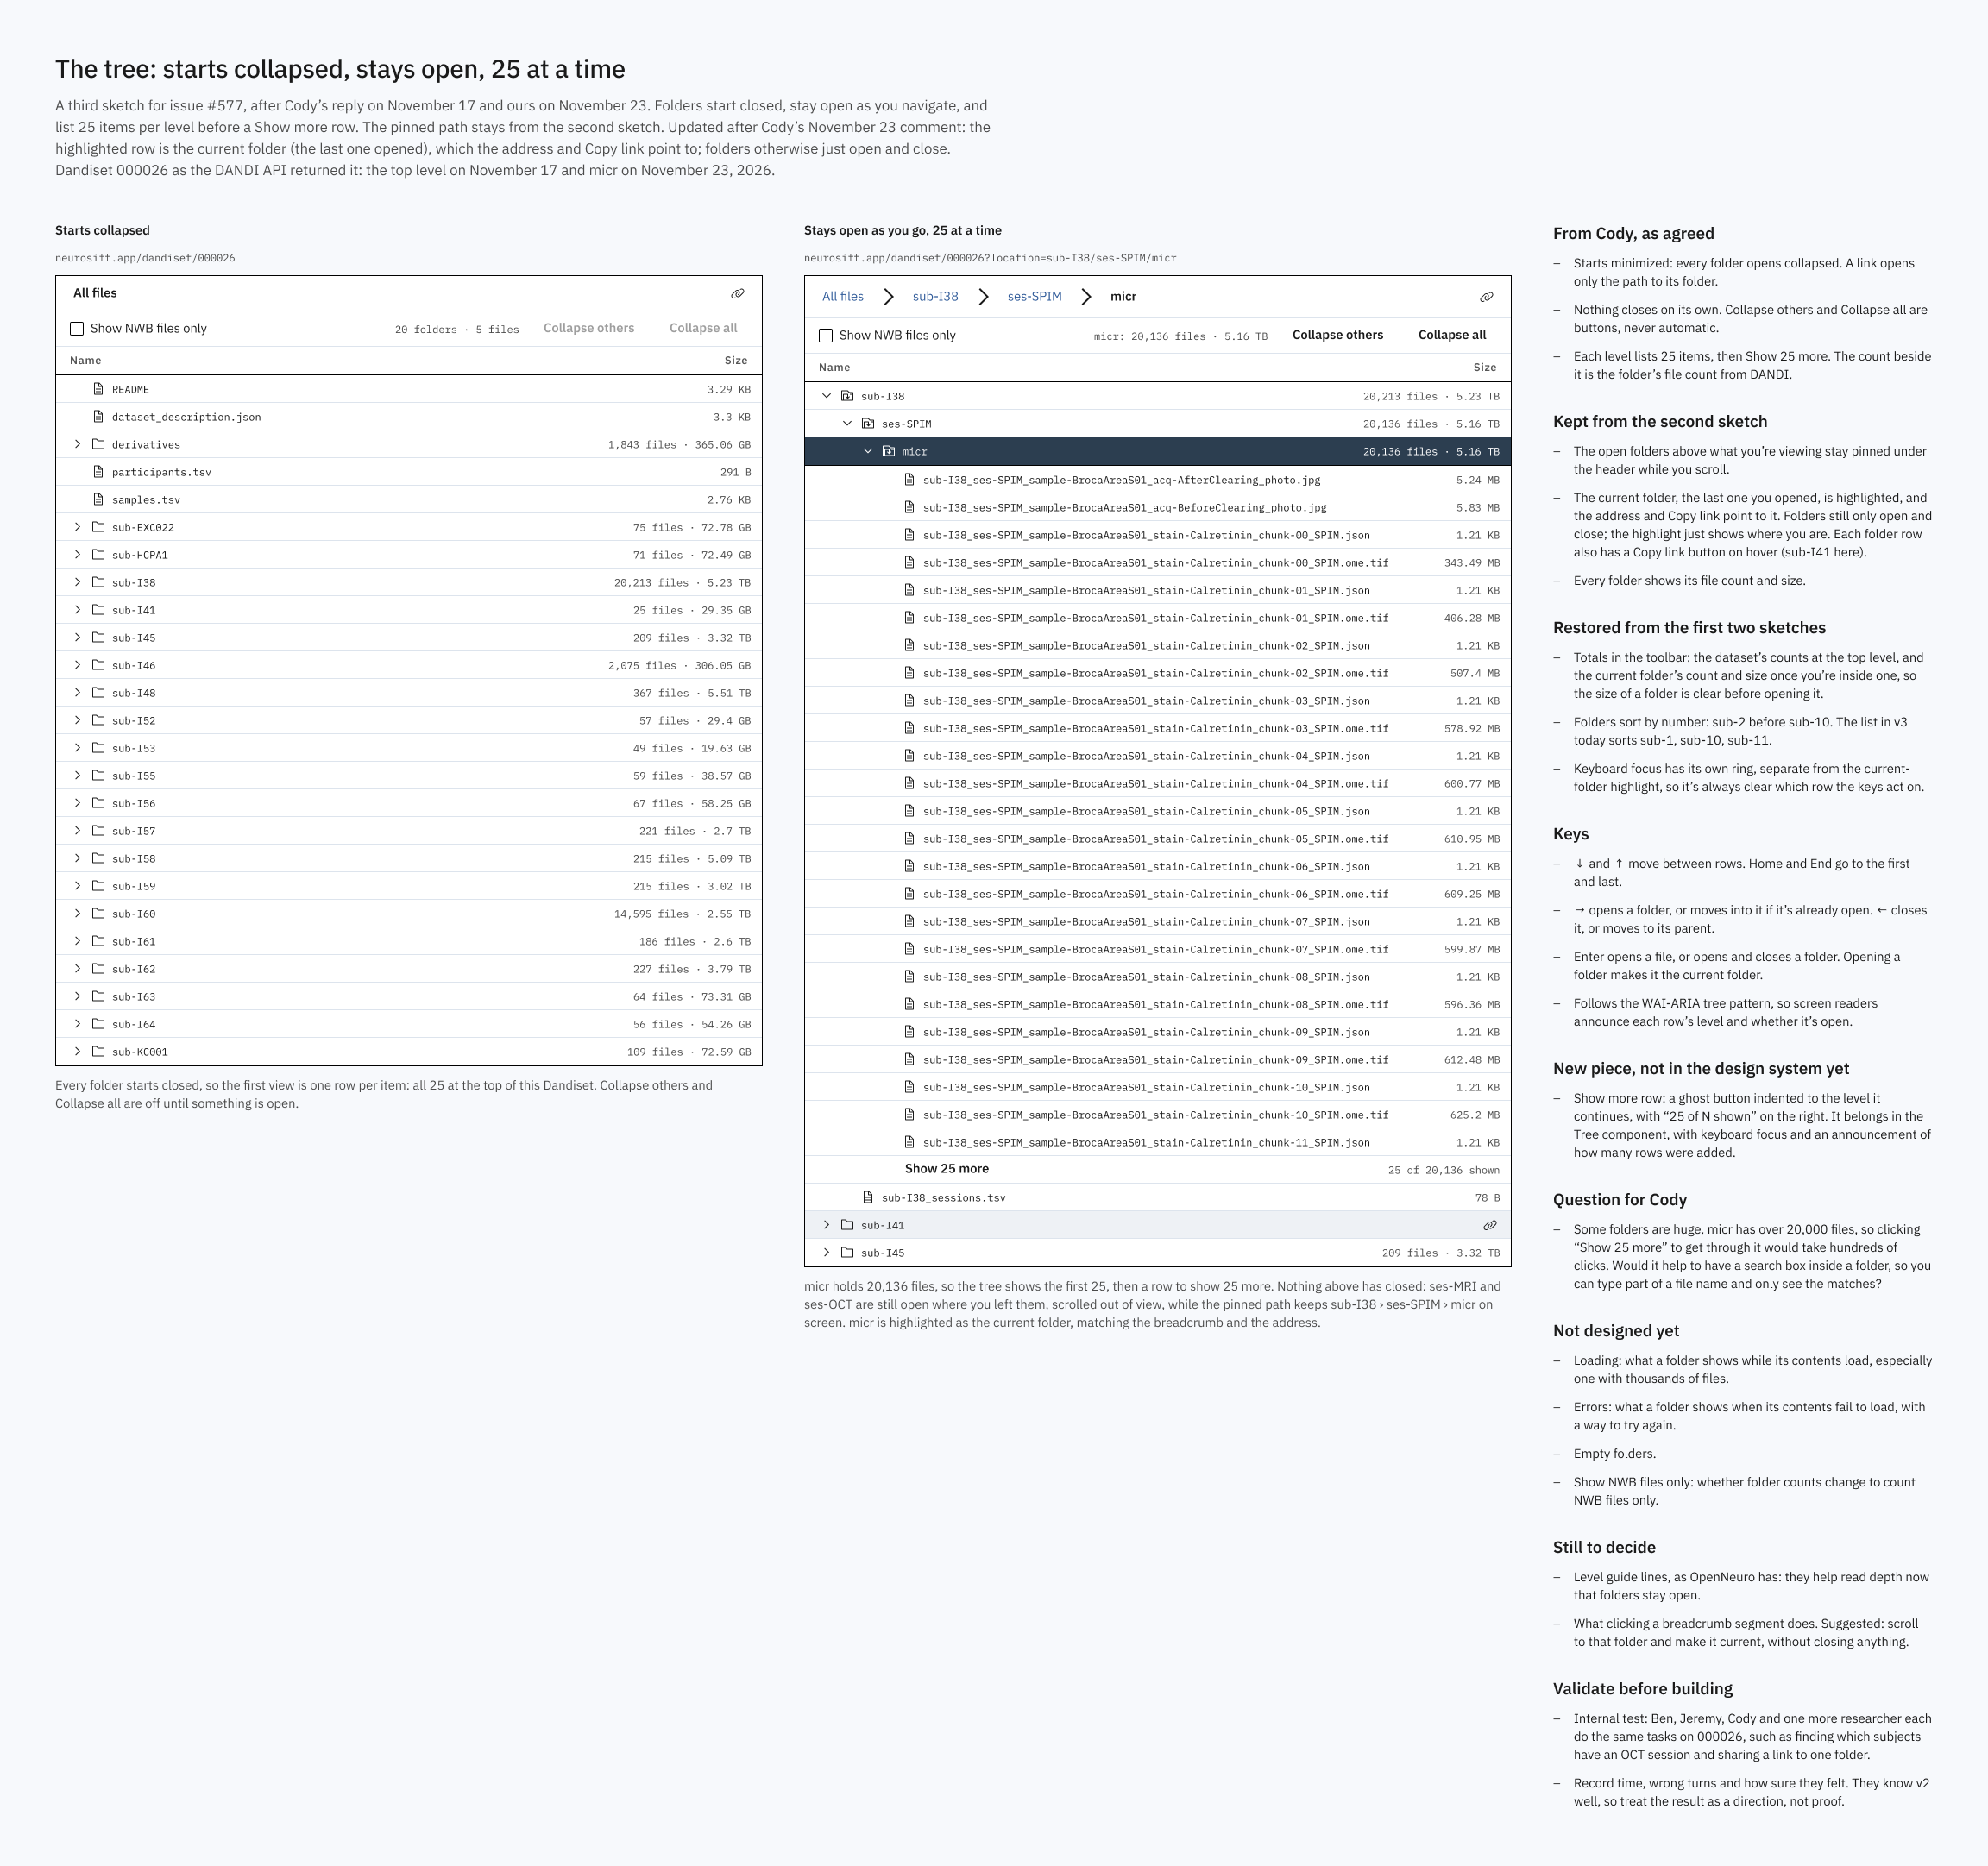 The tree: starts collapsed, stays open, 25 at a time
A third sketch for issue #577, after Cody’s reply on November 17 and ours on November 23. Folders start closed, stay open as you navigate, and
list 25 items per level before a Show more row. The pinned path stays from the second sketch. Updated after Cody’s November 23 comment: the
highlighted row is the current folder (the last one opened), which the address and Copy link point to; folders otherwise just open and close.
Dandiset 000026 as the DANDI API returned it: the top level on November 17 and micr on November 23, 2026.
Starts collapsed
neurosift.app/dandiset/000026
All files
Show NWB files only 20 folders · 5 files Collapse others Collapse all
Name Size
README 3.29 KB
dataset_description.json 3.3 KB
derivatives 1,843 files · 365.06 GB
participants.tsv 291 B
samples.tsv 2.76 KB
sub-EXC022 75 files · 72.78 GB
sub-HCPA1 71 files · 72.49 GB
sub-I38 20,213 files · 5.23 TB
sub-I41 25 files · 29.35 GB
sub-I45 209 files · 3.32 TB
sub-I46 2,075 files · 306.05 GB
sub-I48 367 files · 5.51 TB
sub-I52 57 files · 29.4 GB
sub-I53 49 files · 19.63 GB
sub-I55 59 files · 38.57 GB
sub-I56 67 files · 58.25 GB
sub-I57 221 files · 2.7 TB
sub-I58 215 files · 5.09 TB
sub-I59 215 files · 3.02 TB
sub-I60 14,595 files · 2.55 TB
sub-I61 186 files · 2.6 TB
sub-I62 227 files · 3.79 TB
sub-I63 64 files · 73.31 GB
sub-I64 56 files · 54.26 GB
sub-KC001 109 files · 72.59 GB
Every folder starts closed, so the first view is one row per item: all 25 at the top of this Dandiset. Collapse others and
Collapse all are off until something is open.
Stays open as you go, 25 at a time
neurosift.app/dandiset/000026?location=sub-I38/ses-SPIM/micr
All files sub-I38 ses-SPIM micr
Show NWB files only micr: 20,136 files · 5.16 TB Collapse others Collapse all
Name Size
sub-I38 20,213 files · 5.23 TB
ses-SPIM 20,136 files · 5.16 TB
micr 20,136 files · 5.16 TB
sub-I38_ses-SPIM_sample-BrocaAreaS01_acq-AfterClearing_photo.jpg 5.24 MB
sub-I38_ses-SPIM_sample-BrocaAreaS01_acq-BeforeClearing_photo.jpg 5.83 MB
sub-I38_ses-SPIM_sample-BrocaAreaS01_stain-Calretinin_chunk-00_SPIM.json 1.21 KB
sub-I38_ses-SPIM_sample-BrocaAreaS01_stain-Calretinin_chunk-00_SPIM.ome.tif 343.49 MB
sub-I38_ses-SPIM_sample-BrocaAreaS01_stain-Calretinin_chunk-01_SPIM.json 1.21 KB
sub-I38_ses-SPIM_sample-BrocaAreaS01_stain-Calretinin_chunk-01_SPIM.ome.tif 406.28 MB
sub-I38_ses-SPIM_sample-BrocaAreaS01_stain-Calretinin_chunk-02_SPIM.json 1.21 KB
sub-I38_ses-SPIM_sample-BrocaAreaS01_stain-Calretinin_chunk-02_SPIM.ome.tif 507.4 MB
sub-I38_ses-SPIM_sample-BrocaAreaS01_stain-Calretinin_chunk-03_SPIM.json 1.21 KB
sub-I38_ses-SPIM_sample-BrocaAreaS01_stain-Calretinin_chunk-03_SPIM.ome.tif 578.92 MB
sub-I38_ses-SPIM_sample-BrocaAreaS01_stain-Calretinin_chunk-04_SPIM.json 1.21 KB
sub-I38_ses-SPIM_sample-BrocaAreaS01_stain-Calretinin_chunk-04_SPIM.ome.tif 600.77 MB
sub-I38_ses-SPIM_sample-BrocaAreaS01_stain-Calretinin_chunk-05_SPIM.json 1.21 KB
sub-I38_ses-SPIM_sample-BrocaAreaS01_stain-Calretinin_chunk-05_SPIM.ome.tif 610.95 MB
sub-I38_ses-SPIM_sample-BrocaAreaS01_stain-Calretinin_chunk-06_SPIM.json 1.21 KB
sub-I38_ses-SPIM_sample-BrocaAreaS01_stain-Calretinin_chunk-06_SPIM.ome.tif 609.25 MB
sub-I38_ses-SPIM_sample-BrocaAreaS01_stain-Calretinin_chunk-07_SPIM.json 1.21 KB
sub-I38_ses-SPIM_sample-BrocaAreaS01_stain-Calretinin_chunk-07_SPIM.ome.tif 599.87 MB
sub-I38_ses-SPIM_sample-BrocaAreaS01_stain-Calretinin_chunk-08_SPIM.json 1.21 KB
sub-I38_ses-SPIM_sample-BrocaAreaS01_stain-Calretinin_chunk-08_SPIM.ome.tif 596.36 MB
sub-I38_ses-SPIM_sample-BrocaAreaS01_stain-Calretinin_chunk-09_SPIM.json 1.21 KB
sub-I38_ses-SPIM_sample-BrocaAreaS01_stain-Calretinin_chunk-09_SPIM.ome.tif 612.48 MB
sub-I38_ses-SPIM_sample-BrocaAreaS01_stain-Calretinin_chunk-10_SPIM.json 1.21 KB
sub-I38_ses-SPIM_sample-BrocaAreaS01_stain-Calretinin_chunk-10_SPIM.ome.tif 625.2 MB
sub-I38_ses-SPIM_sample-BrocaAreaS01_stain-Calretinin_chunk-11_SPIM.json 1.21 KB
Show 25 more 25 of 20,136 shown
sub-I38_sessions.tsv 78 B
sub-I41
sub-I45 209 files · 3.32 TB
micr holds 20,136 files, so the tree shows the first 25, then a row to show 25 more. Nothing above has closed: ses-MRI and
ses-OCT are still open where you left them, scrolled out of view, while the pinned path keeps sub-I38 › ses-SPIM › micr on
screen. micr is highlighted as the current folder, matching the breadcrumb and the address.
From Cody, as agreed
– Starts minimized: every folder opens collapsed. A link opens
only the path to its folder.
– Nothing closes on its own. Collapse others and Collapse all are
buttons, never automatic.
– Each level lists 25 items, then Show 25 more. The count beside
it is the folder’s file count from DANDI.
Kept from the second sketch
– The open folders above what you’re viewing stay pinned under
the header while you scroll.
– The current folder, the last one you opened, is highlighted, and
the address and Copy link point to it. Folders still only open and
close; the highlight just shows where you are. Each folder row
also has a Copy link button on hover (sub-I41 here).
– Every folder shows its file count and size.
Restored from the first two sketches
– Totals in the toolbar: the dataset’s counts at the top level, and
the current folder’s count and size once you’re inside one, so
the size of a folder is clear before opening it.
– Folders sort by number: sub-2 before sub-10. The list in v3
today sorts sub-1, sub-10, sub-11.
– Keyboard focus has its own ring, separate from the current-
folder highlight, so it’s always clear which row the keys act on.
Keys
– ↓ and ↑ move between rows. Home and End go to the first
and last.
– → opens a folder, or moves into it if it’s already open. ← closes
it, or moves to its parent.
– Enter opens a file, or opens and closes a folder. Opening a
folder makes it the current folder.
– Follows the WAI-ARIA tree pattern, so screen readers
announce each row’s level and whether it’s open.
New piece, not in the design system yet
– Show more row: a ghost button indented to the level it
continues, with “25 of N shown” on the right. It belongs in the
Tree component, with keyboard focus and an announcement of
how many rows were added.
Question for Cody
– Some folders are huge. micr has over 20,000 files, so clicking
“Show 25 more” to get through it would take hundreds of
clicks. Would it help to have a search box inside a folder, so you
can type part of a file name and only see the matches?
Not designed yet
– Loading: what a folder shows while its contents load, especially
one with thousands of files.
– Errors: what a folder shows when its contents fail to load, with
a way to try again.
– Empty folders.
– Show NWB files only: whether folder counts change to count
NWB files only.
Still to decide
– Level guide lines, as OpenNeuro has: they help read depth now
that folders stay open.
– What clicking a breadcrumb segment does. Suggested: scroll
to that folder and make it current, without closing anything.
Validate before building
– Internal test: Ben, Jeremy, Cody and one more researcher each
do the same tasks on 000026, such as finding which subjects
have an OCT session and sharing a link to one folder.
– Record time, wrong turns and how sure they felt. They know v2
well, so treat the result as a direction, not proof.